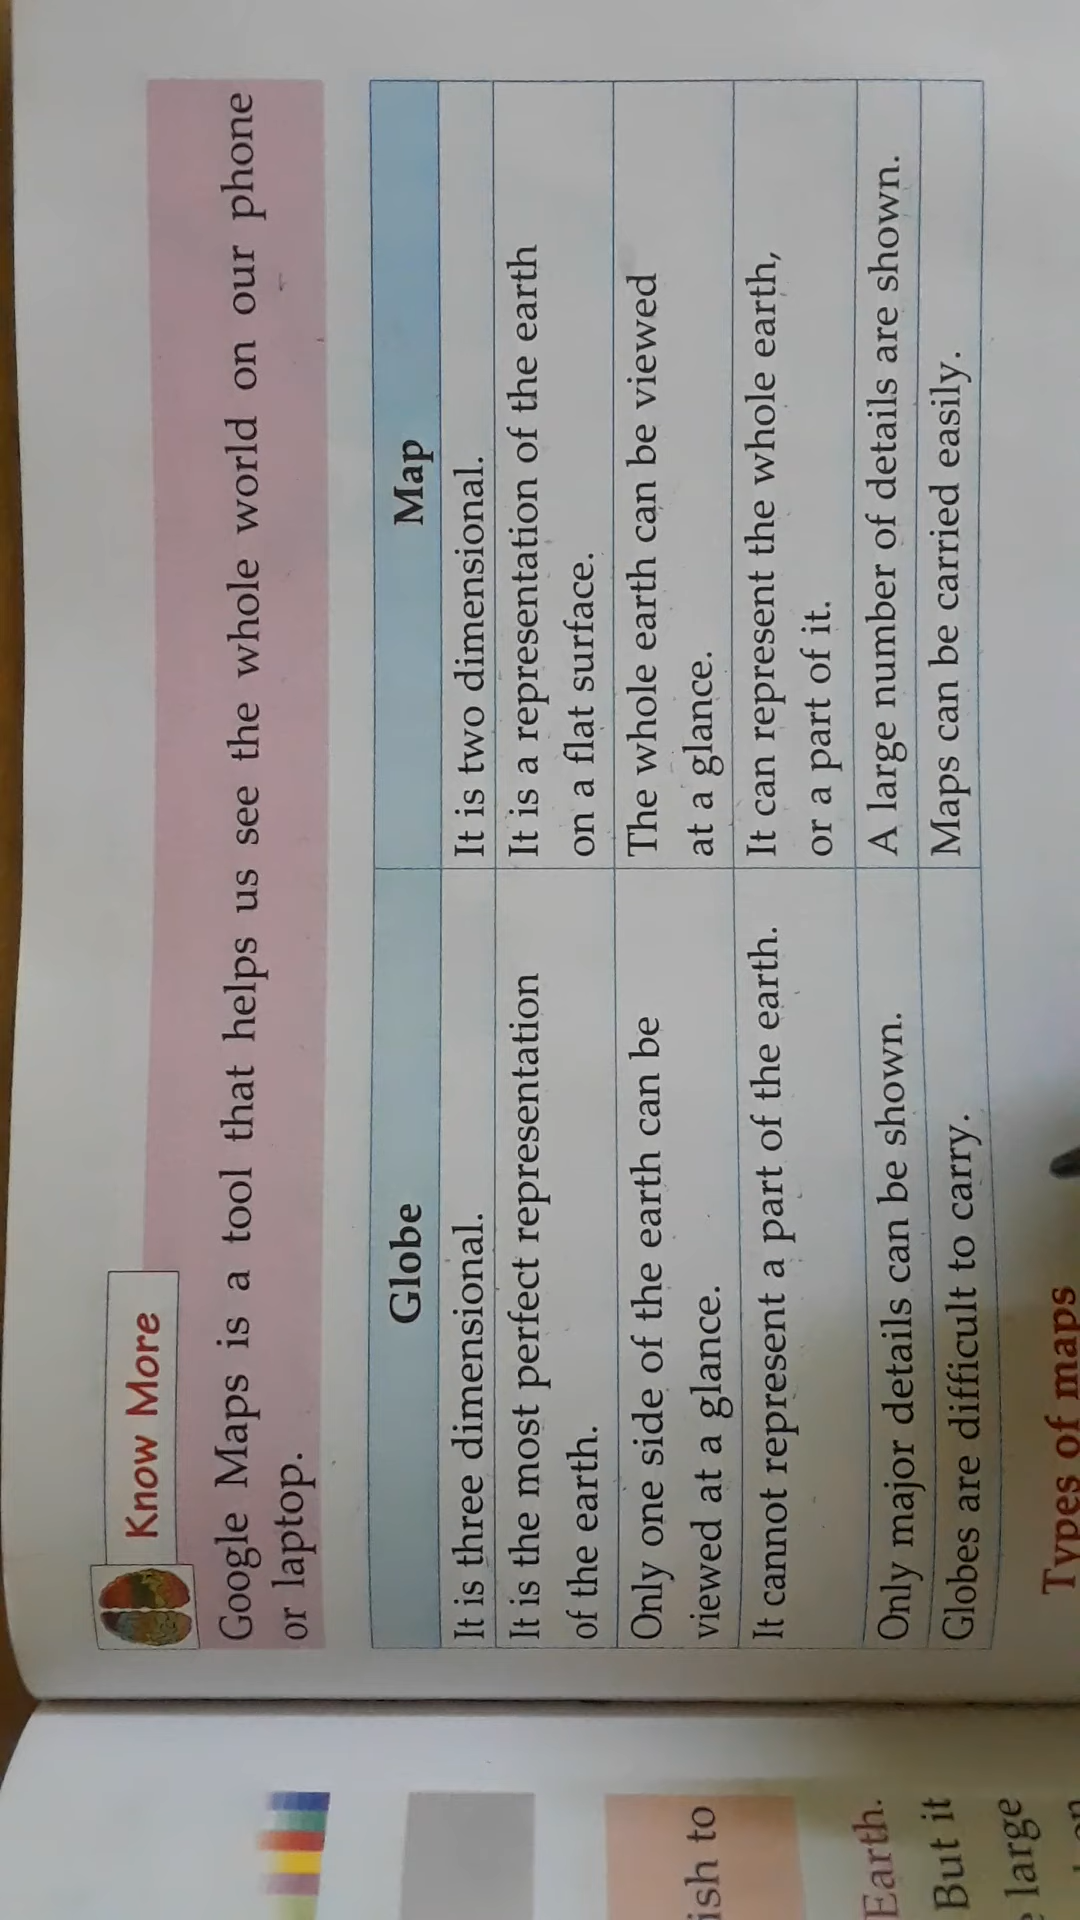 Know More
Google Maps is a tool that helps us see the whole world on our phone
or laptop.
Globe Map
It is three dimensional. It is two dimensional.
It is the most perfect representation It is a representation of the earth
of the earth. on a flat surface.
Only one side of the earth can be The whole earth can be viewed
viewed at a glance. at a glance.
It cannot represent a part of the earth. It can represent the whole earth,
or a part of it.
Only major details can be shown. A large number of details are shown.
Globes are difficult to carry. Maps can be carried easily.
Types of maps
ish to
Earth.
But it
large